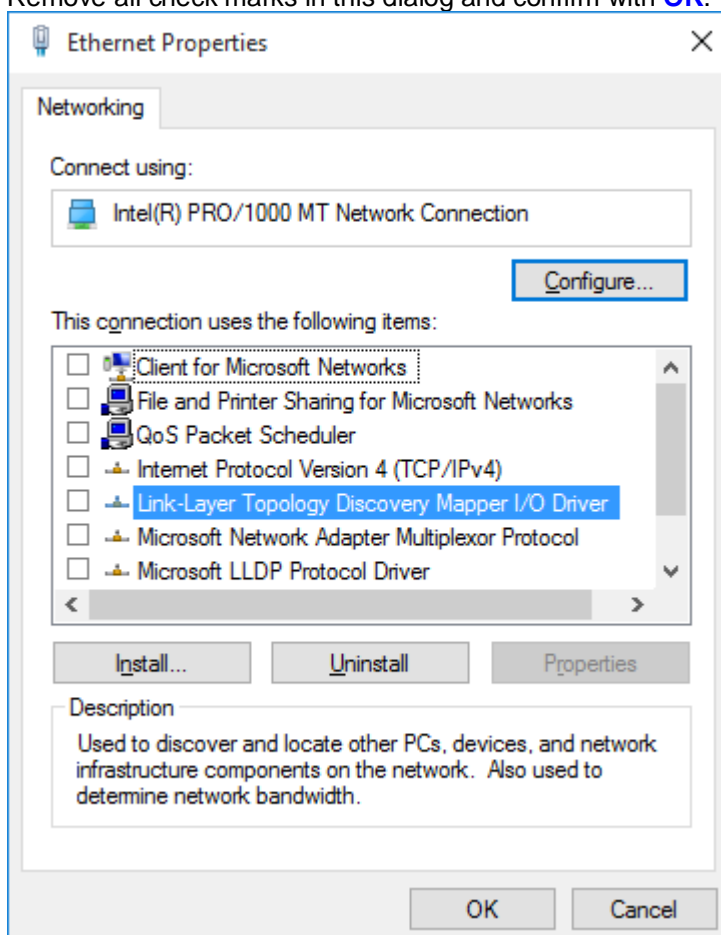 Remove all check marks in this dialog and confirm with OK.
Ethernet Properties
Networking
Connect using:
Intel(R) PRO/1000 MT Network Connection
Configure...
This connection uses the following items:
Client for Microsoft Networks
File and Printer Sharing for Microsoft Networks
QoS Packet Scheduler
Internet Protocol Version 4 (TCP/IPv4)
Link-Layer Topology Discovery Mapper I/O Driver
Microsoft Network Adapter Multiplexor Protocol
Microsoft LLDP Protocol Driver
Install... Uninstall Properties
Description
Used to discover and locate other PCs, devices, and network
infrastructure components on the network. Also used to
determine network bandwidth.
OK Cancel